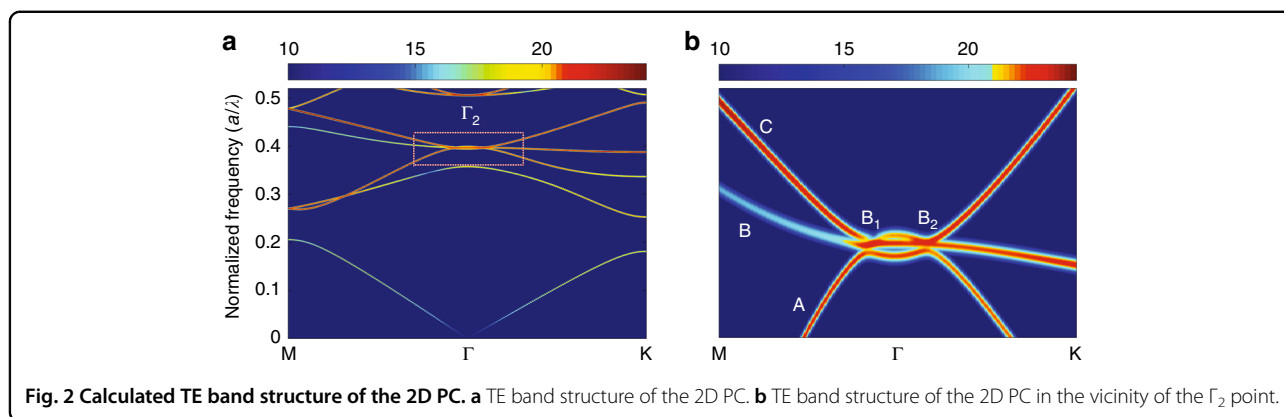 a
10 15 20
Normalized frequency (a/λ)
0.5
0.4
0.3
0.2
0.1
0
Γ2
M Γ K
b
10 15 20
C
B
B1 B2
A
M Γ K
Fig. 2 Calculated TE band structure of the 2D PC. a TE band structure of the 2D PC. b TE band structure of the 2D PC in the vicinity of the Γ2 point.